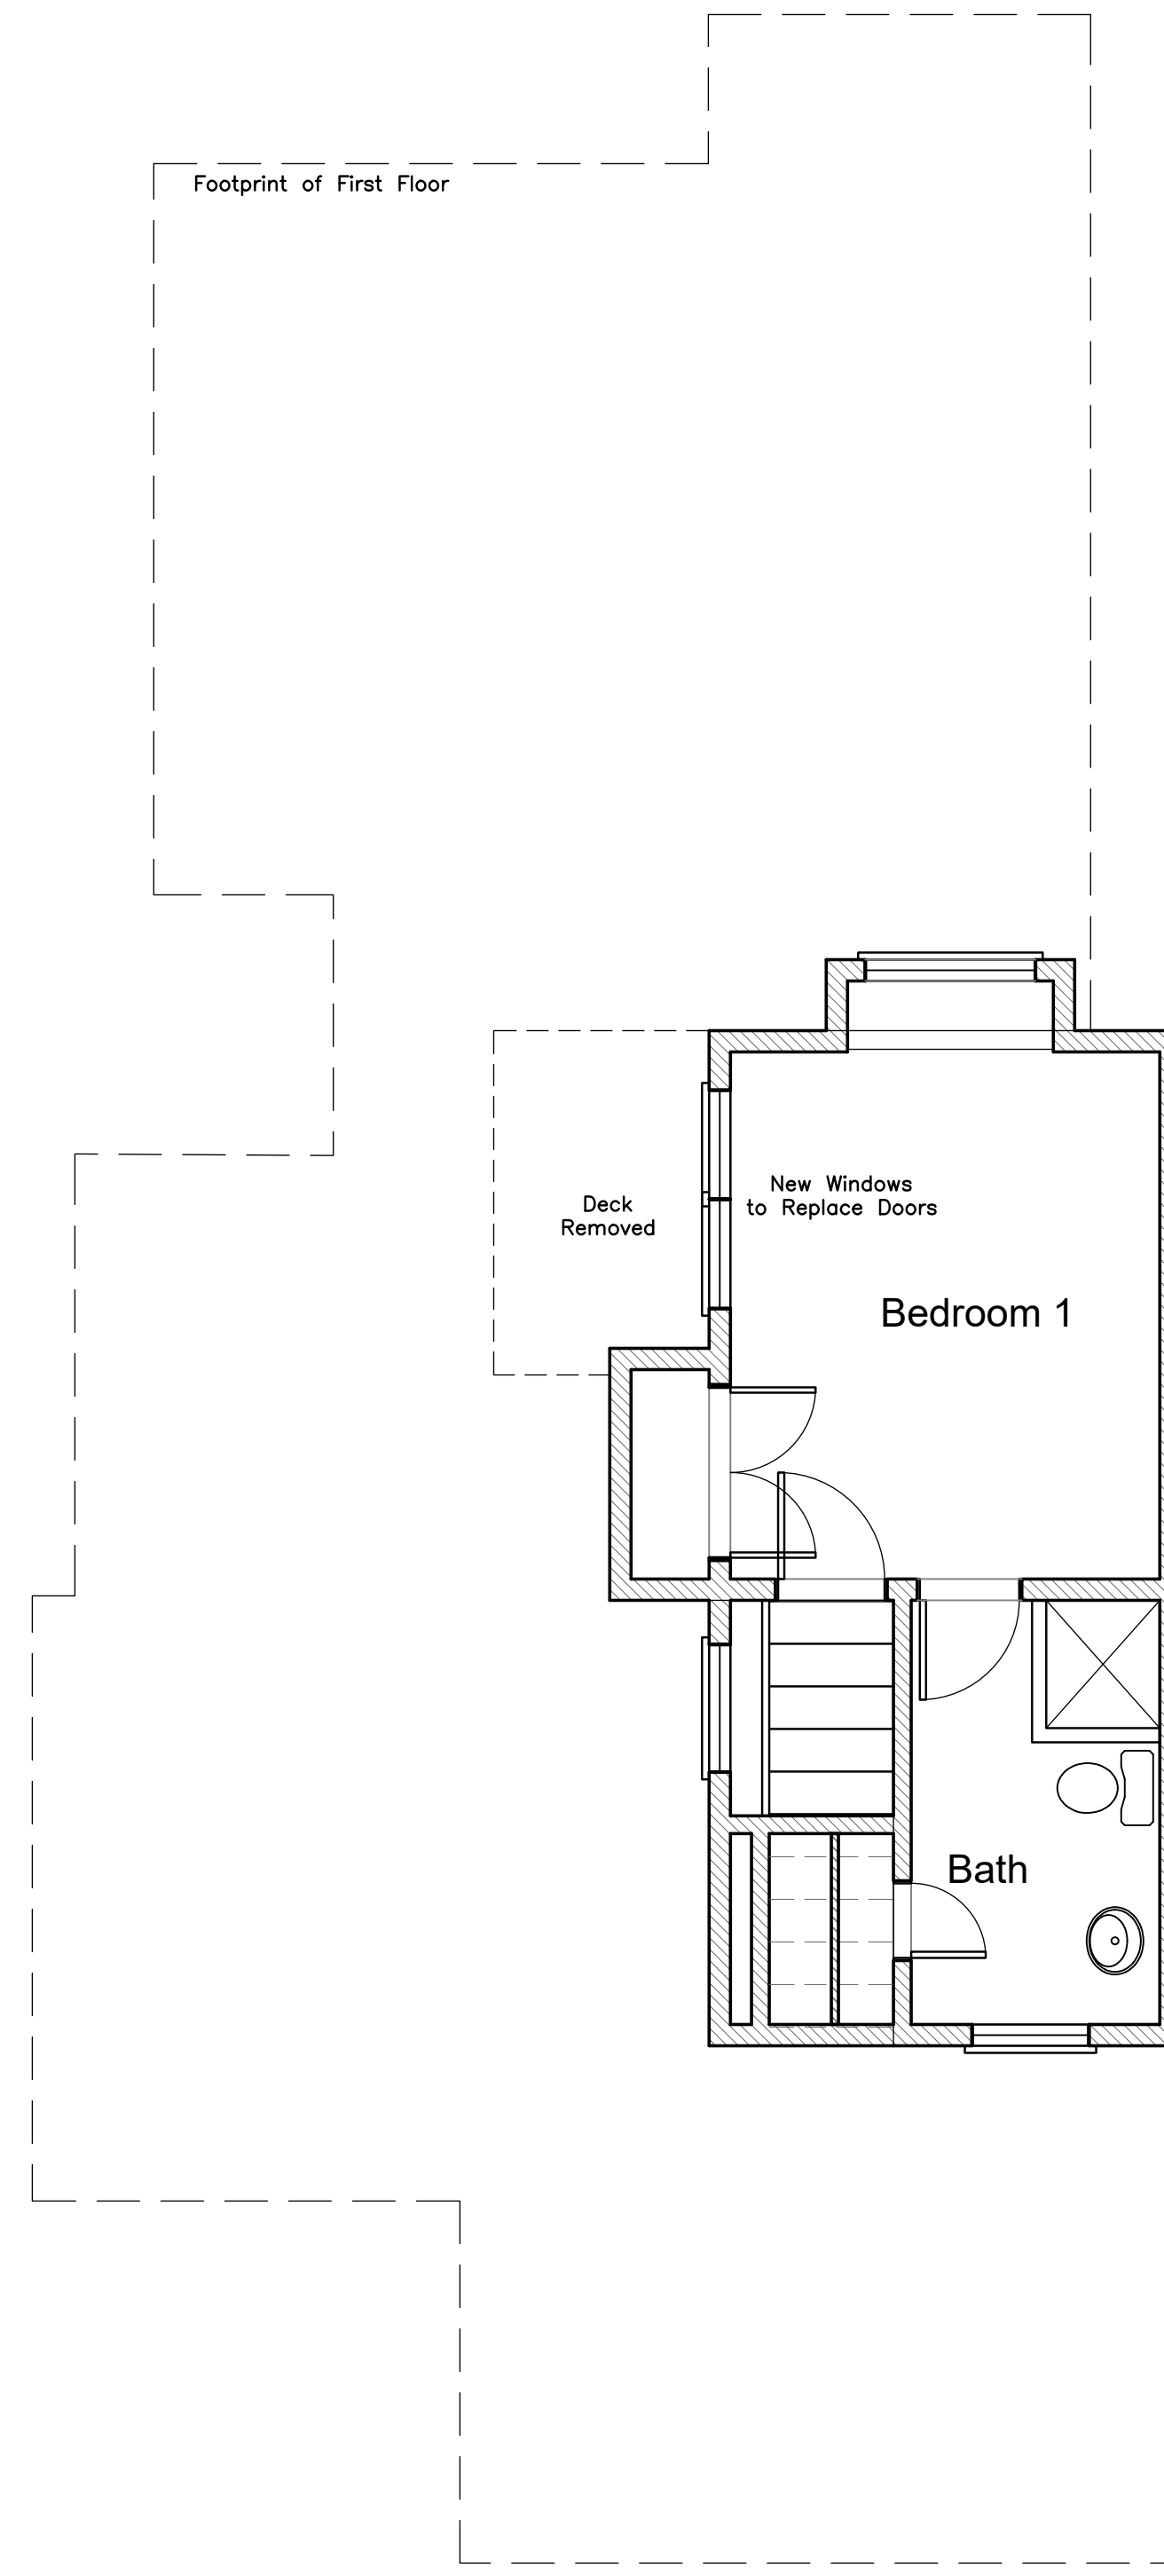 Footprint of First Floor
New Windows
to Replace Doors
Deck
Removed
Bedroom 1
Bath